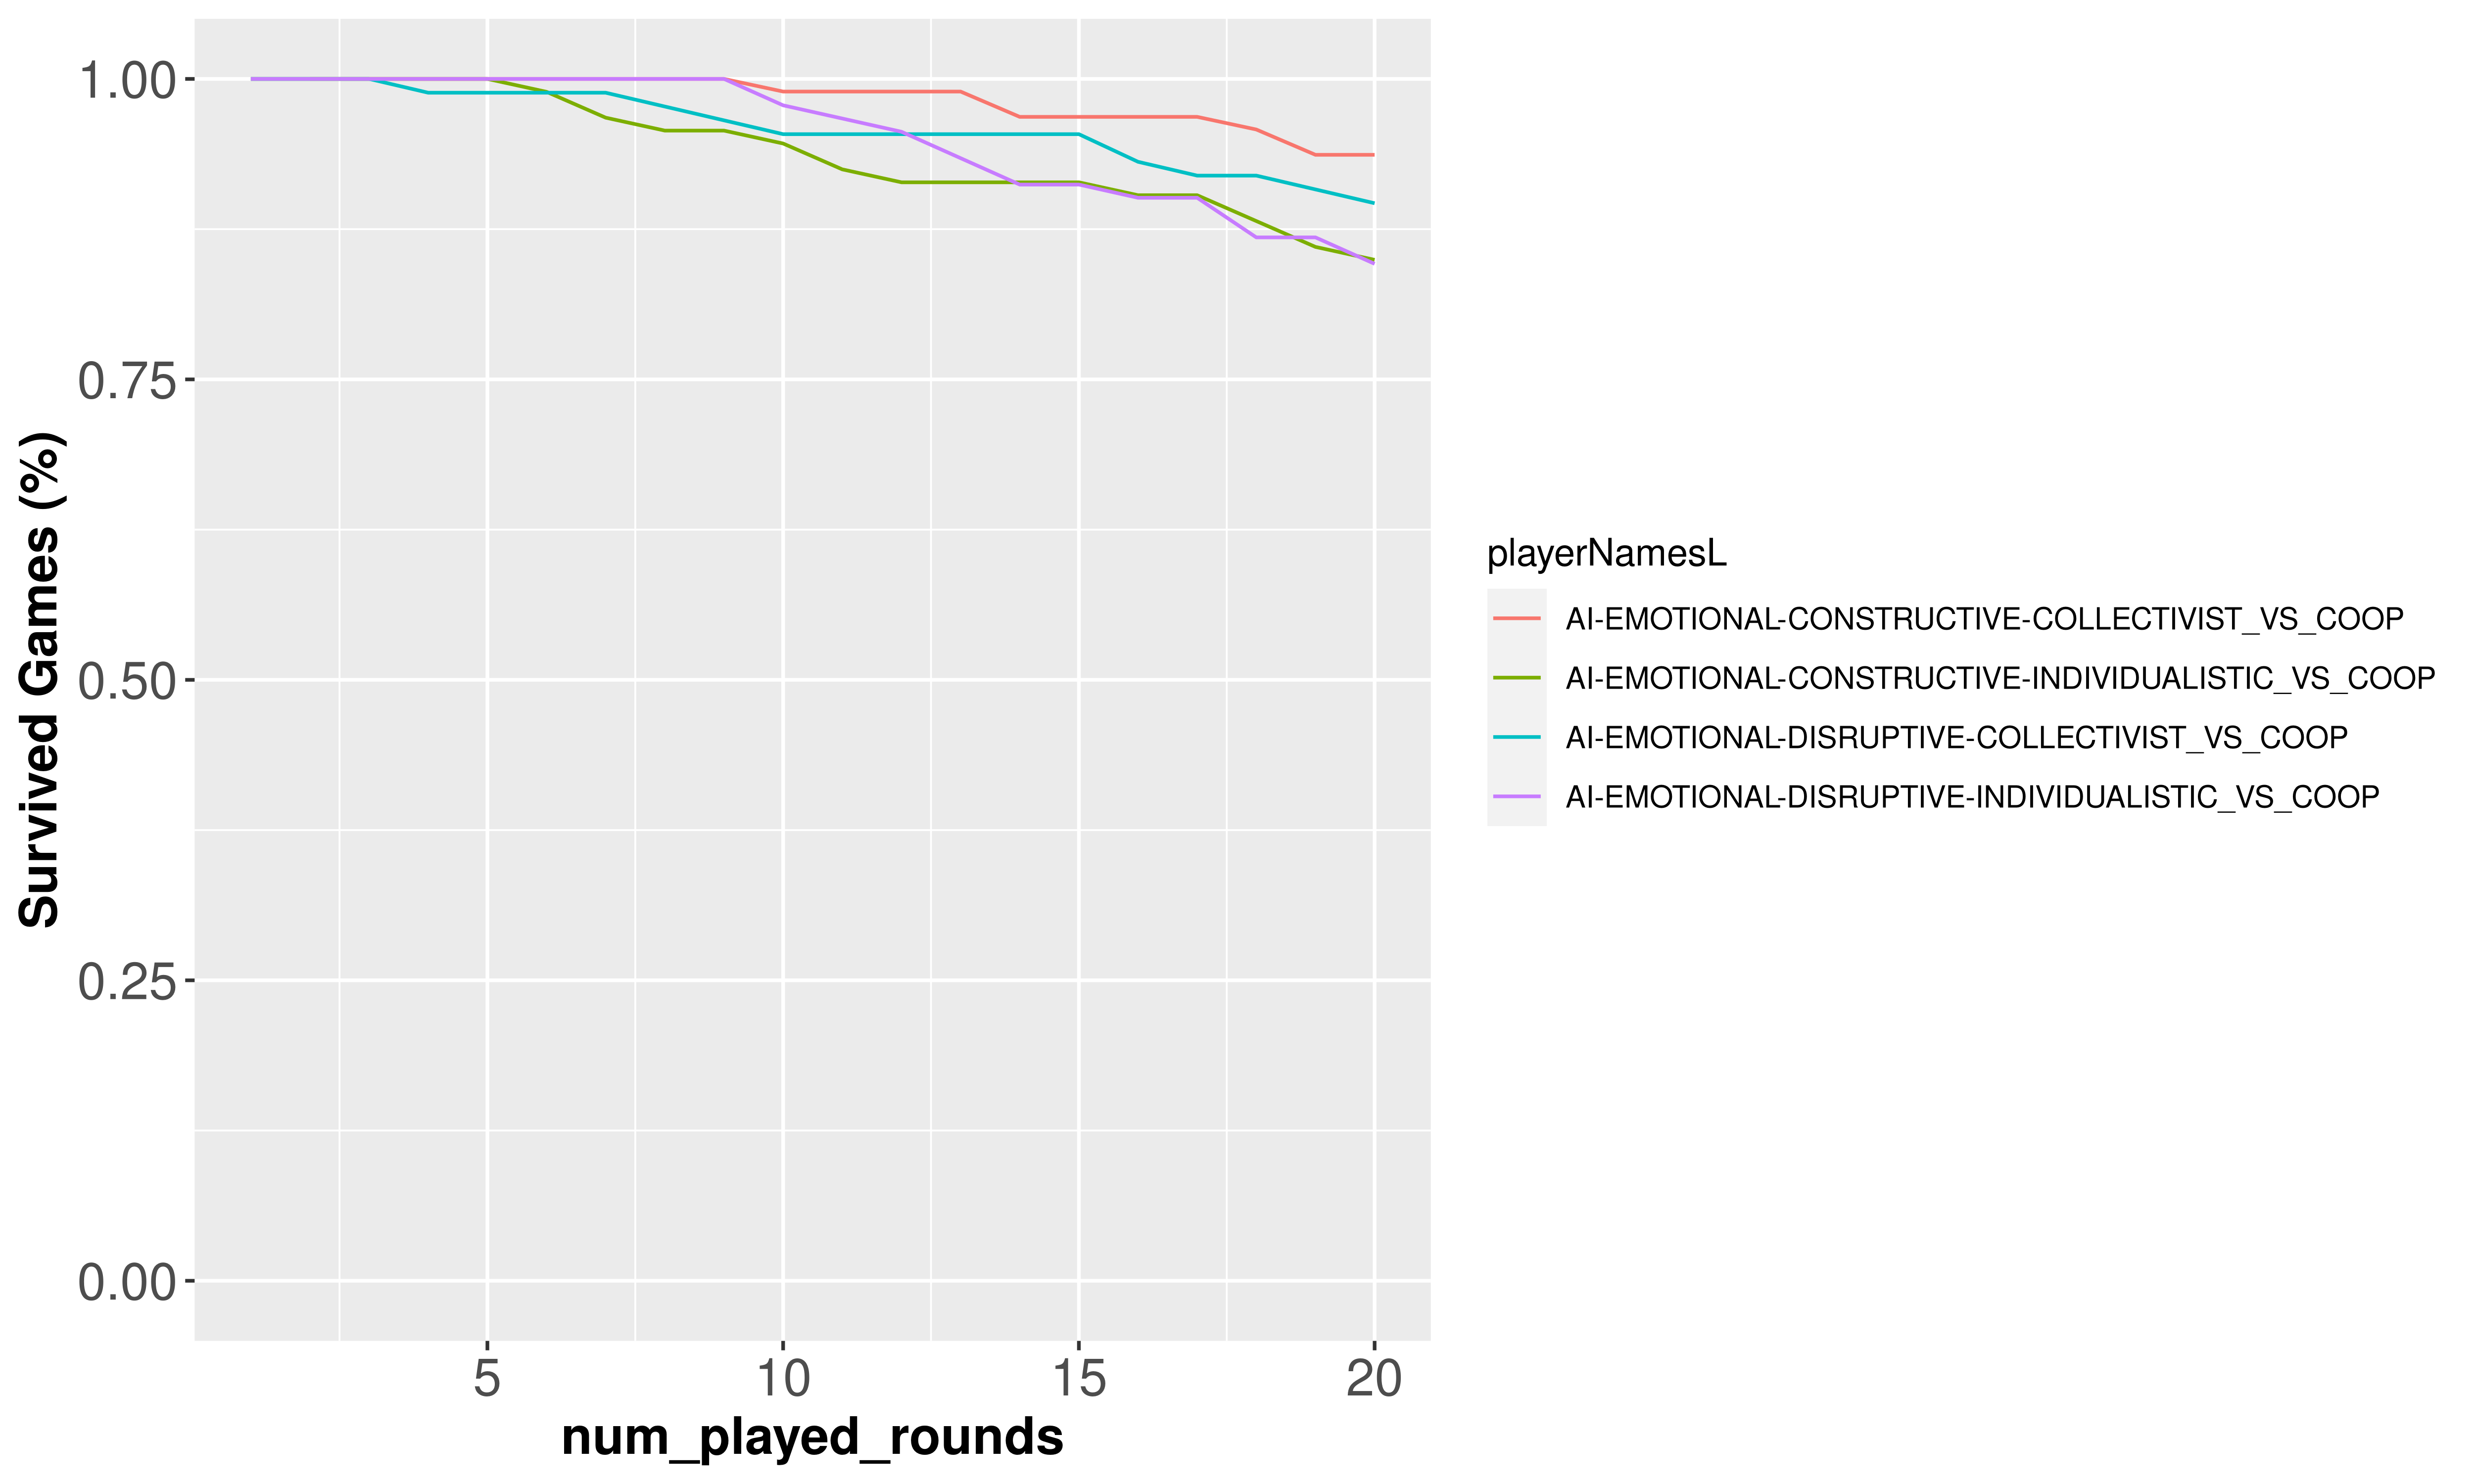 1.00
0.75
0.50
0.25
0.00
Survived Games (%)
5 10 15 20
num_played_rounds
playerNamesL
AI-EMOTIONAL-CONSTRUCTIVE-COLLECTIVIST_VS_COOP
AI-EMOTIONAL-CONSTRUCTIVE-INDIVIDUALISTIC_VS_COOP
AI-EMOTIONAL-DISRUPTIVE-COLLECTIVIST_VS_COOP
AI-EMOTIONAL-DISRUPTIVE-INDIVIDUALISTIC_VS_COOP